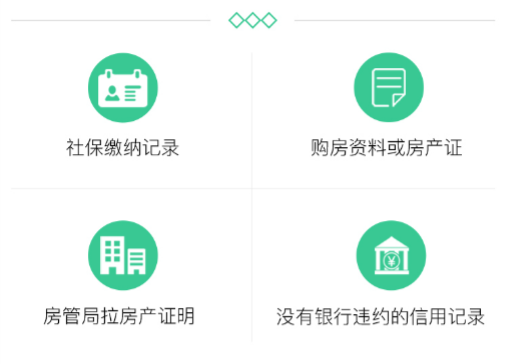 社保缴纳记录
购房资料或房产证
房管局拉房产证明
没有银行违约的信用记录